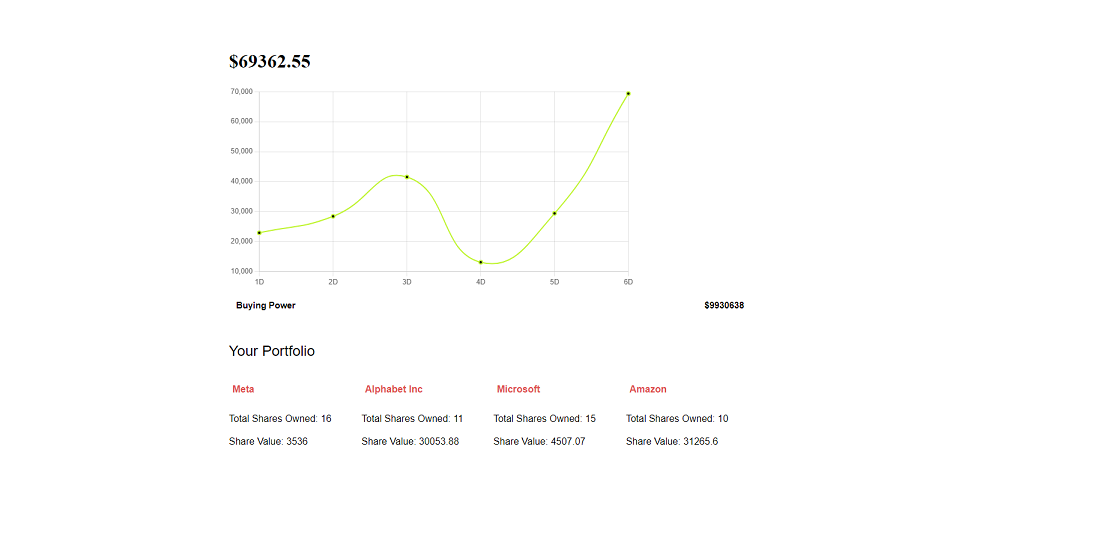 $69362.55
70,000
60,000
50,000
40,000
30,000
20,000
10,000
1D 2D 3D 4D 5D 6D
Buying Power $9930638
Your Portfolio
Meta Alphabet Inc Microsoft Amazon
Total Shares Owned: 16 Total Shares Owned: 11 Total Shares Owned: 15 Total Shares Owned: 10
Share Value: 3536 Share Value: 30053.88 Share Value: 4507.07 Share Value: 31265.6